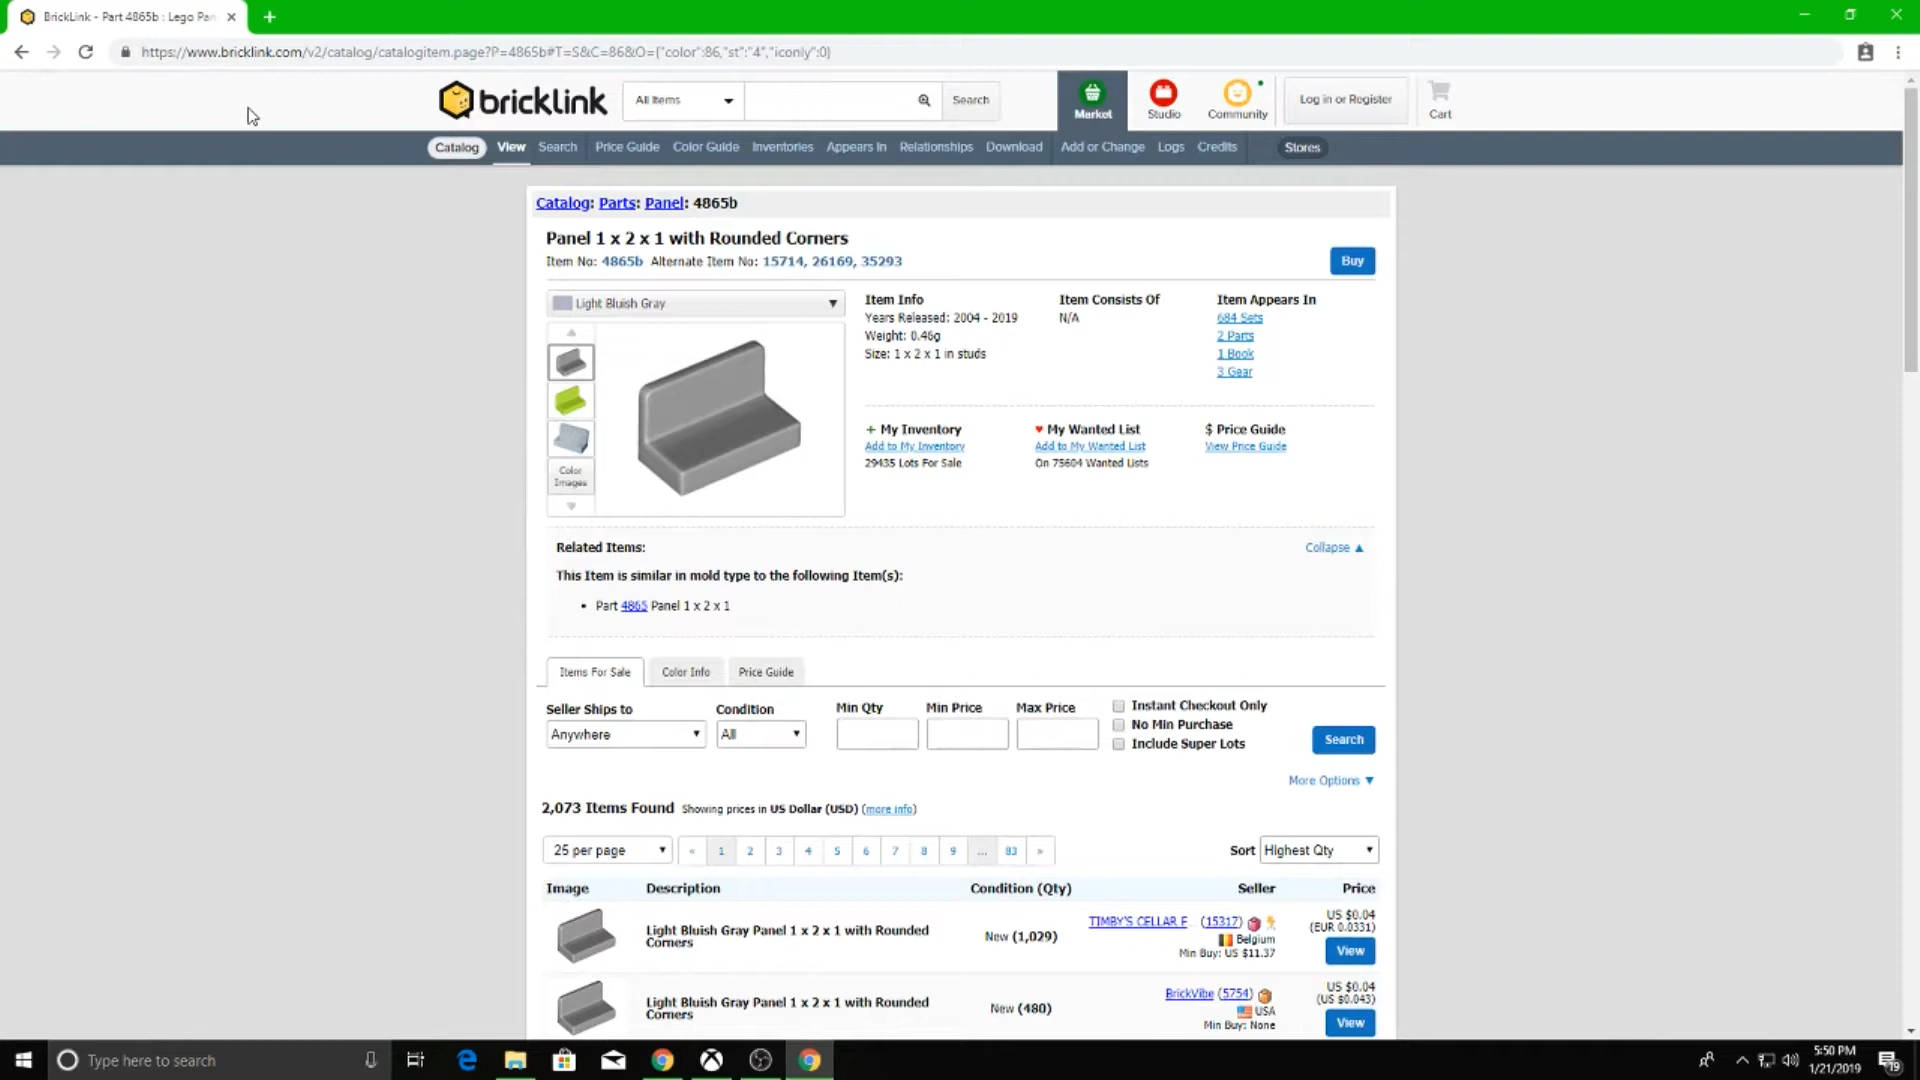 BrickLink - Part 4865b : Lego Pan
https://www.bricklink.com/v2/catalog/catalogitem.page?P=4865b#T=S&C=86&O={"color":86,"st":"4","iconly":0}
bricklink
All Items
Search
Market
Studio
Community
Log in or Register
Cart
Catalog View Search Price Guide Color Guide Inventories Appears In Relationships Download Add or Change Logs Credits Stores
Catalog: Parts: Panel: 4865b
Panel 1 x 2 x 1 with Rounded Corners
Item No: 4865b Alternate Item No: 15714, 26169, 35293
Buy
Light Bluish Gray
Color
Images
Item Info
Years Released: 2004 - 2019
Weight: 0.46g
Size: 1 x 2 x 1 in studs
Item Consists Of
N/A
Item Appears In
684 Sets
2 Parts
1 Book
3 Gear
+ My Inventory
Add to My Inventory
29435 Lots For Sale
♥ My Wanted List
Add to My Wanted List
On 75604 Wanted Lists
$ Price Guide
View Price Guide
Related Items:
Collapse ▲
This Item is similar in mold type to the following Item(s):
• Part 4865 Panel 1 x 2 x 1
Items For Sale
Color Info
Price Guide
Seller Ships to
Anywhere
Condition
All
Min Qty
Min Price
Max Price
Instant Checkout Only
No Min Purchase
Include Super Lots
Search
More Options ▼
2,073 Items Found Showing prices in US Dollar (USD) (more info)
25 per page
« 1 2 3 4 5 6 7 8 9 ... 83 »
Sort Highest Qty
Image Description Condition (Qty) Seller Price
Light Bluish Gray Panel 1 x 2 x 1 with Rounded
Corners
New (1,029)
TIMBY'S CELLAR E... (15317)
Belgium
Min Buy: US $11.37
US $0.04
(EUR 0.0331)
View
Light Bluish Gray Panel 1 x 2 x 1 with Rounded
Corners
New (480)
BrickVibe (5754)
USA
Min Buy: None
US $0.04
(US $0.043)
View
Type here to search
5:50 PM
1/21/2019
19